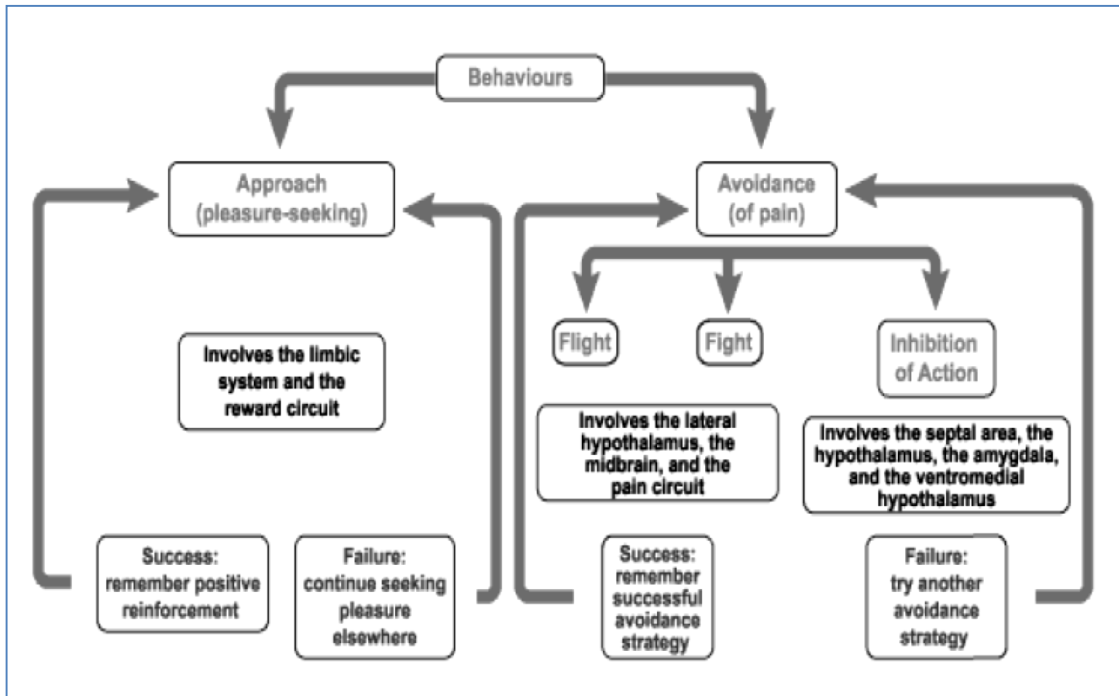 Behaviours
Approach
(pleasure-seeking)
Avoidance
(of pain)
Flight
Fight
Inhibition
of Action
Involves the limbic
system and the
reward circuit
Involves the lateral
hypothalamus, the
midbrain, and the
pain circuit
Involves the septal area, the
hypothalamus, the amygdala,
and the ventromedial
hypothalamus
Success:
remember positive
reinforcement
Failure:
continue seeking
pleasure
elsewhere
Success:
remember
successful
avoidance
strategy
Failure:
try another
avoidance
strategy